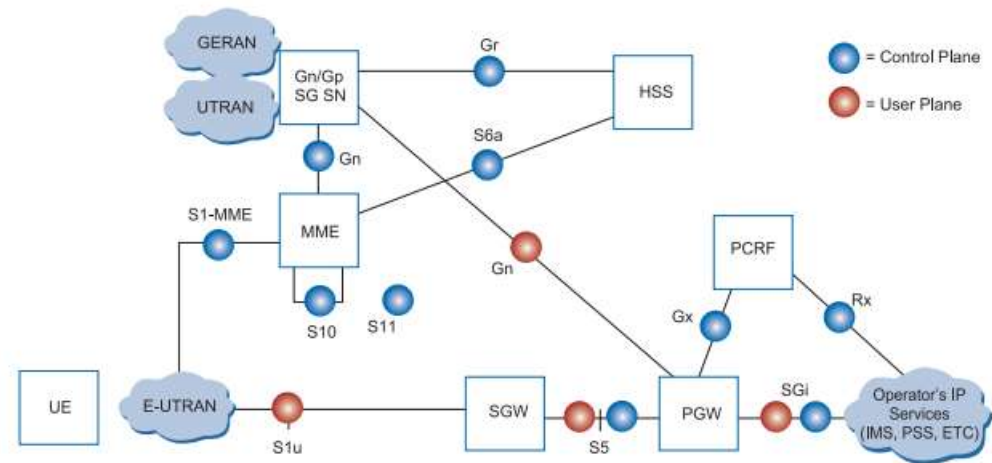 GERAN
UTRAN
Gn/Gp
SG SN
Gr
HSS
= Control Plane
= User Plane
S6a
Gn
S1-MME
MME
Gn
PCRF
S10
S11
Gx
Rx
UE
E-UTRAN
S1u
SGW
S5
PGW
SGi
Operator's IP
Services
(IMS, PSS, ETC)